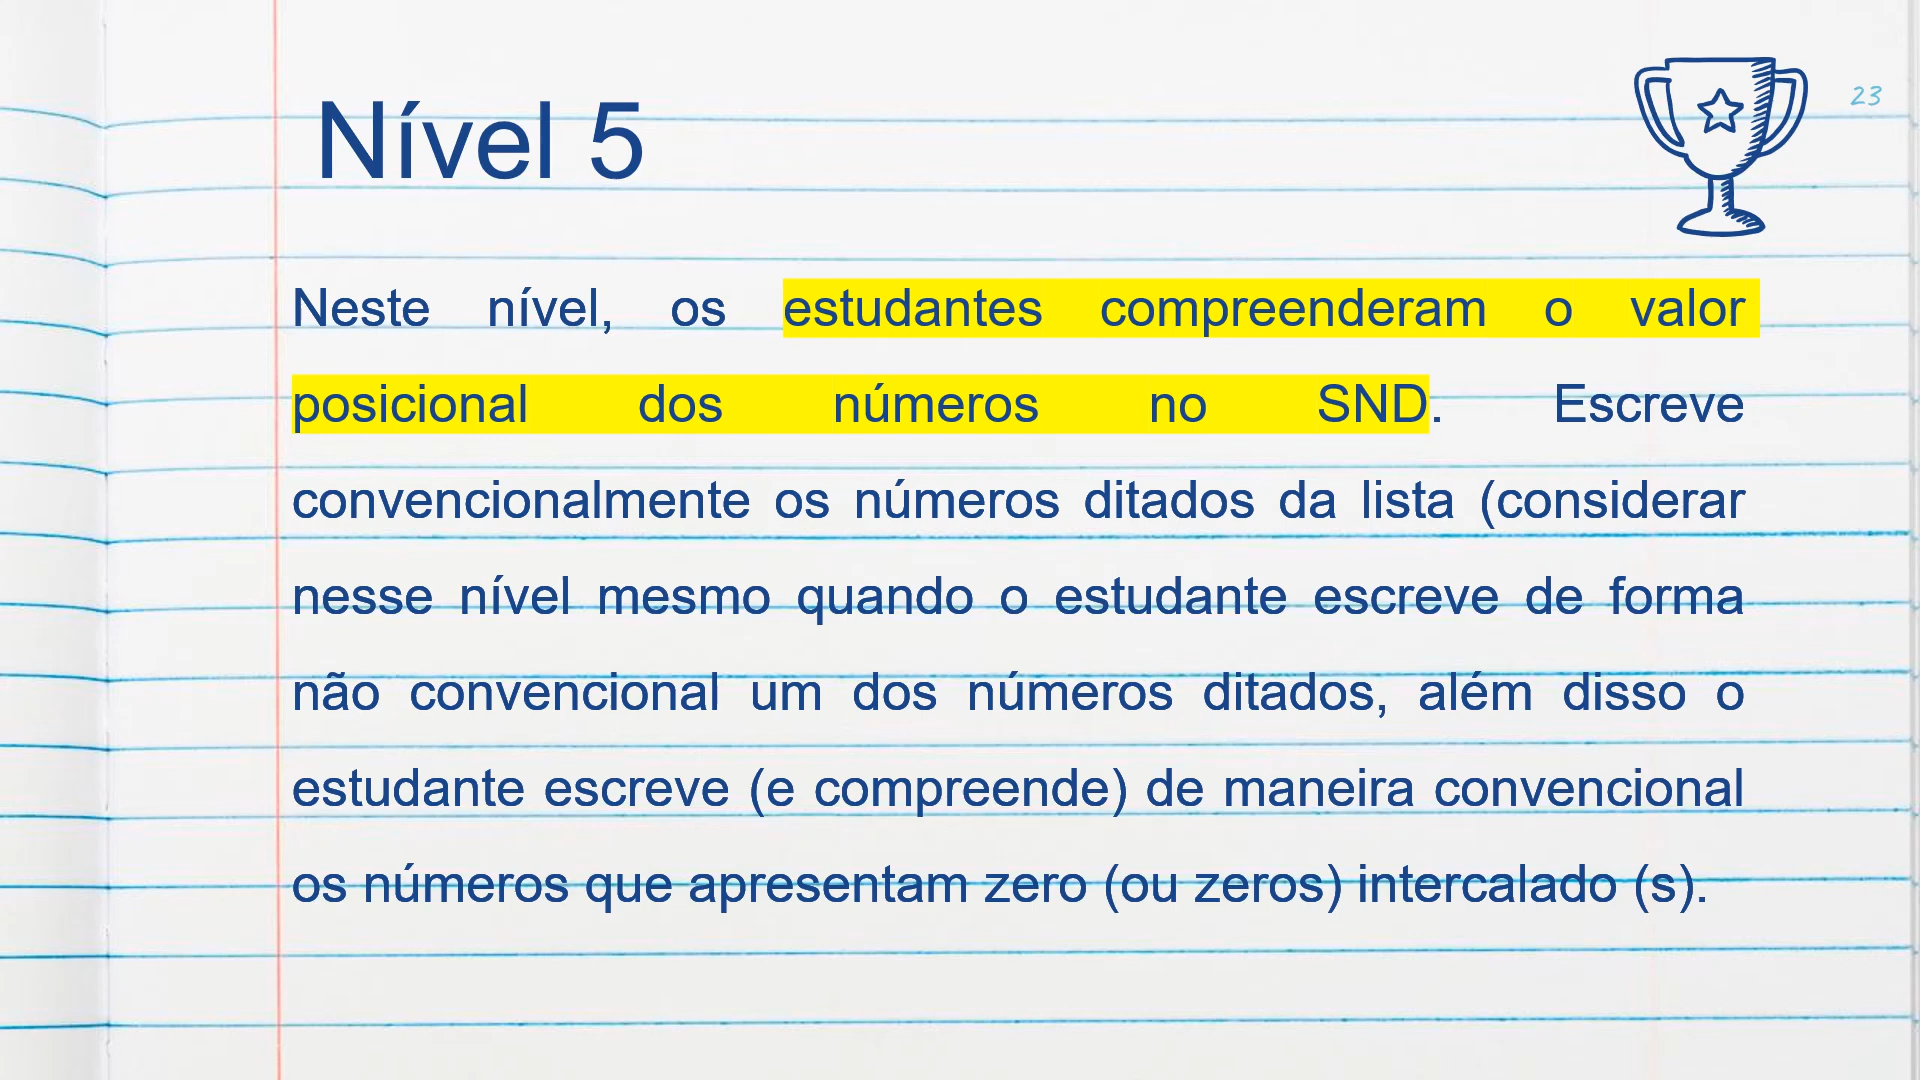 23
Nível 5
Neste nível, os estudantes compreenderam o valor
posicional dos números no SND. Escreve
convencionalmente os números ditados da lista (considerar
nesse nível mesmo quando o estudante escreve de forma
não convencional um dos números ditados, além disso o
estudante escreve (e compreende) de maneira convencional
os números que apresentam zero (ou zeros) intercalado (s).